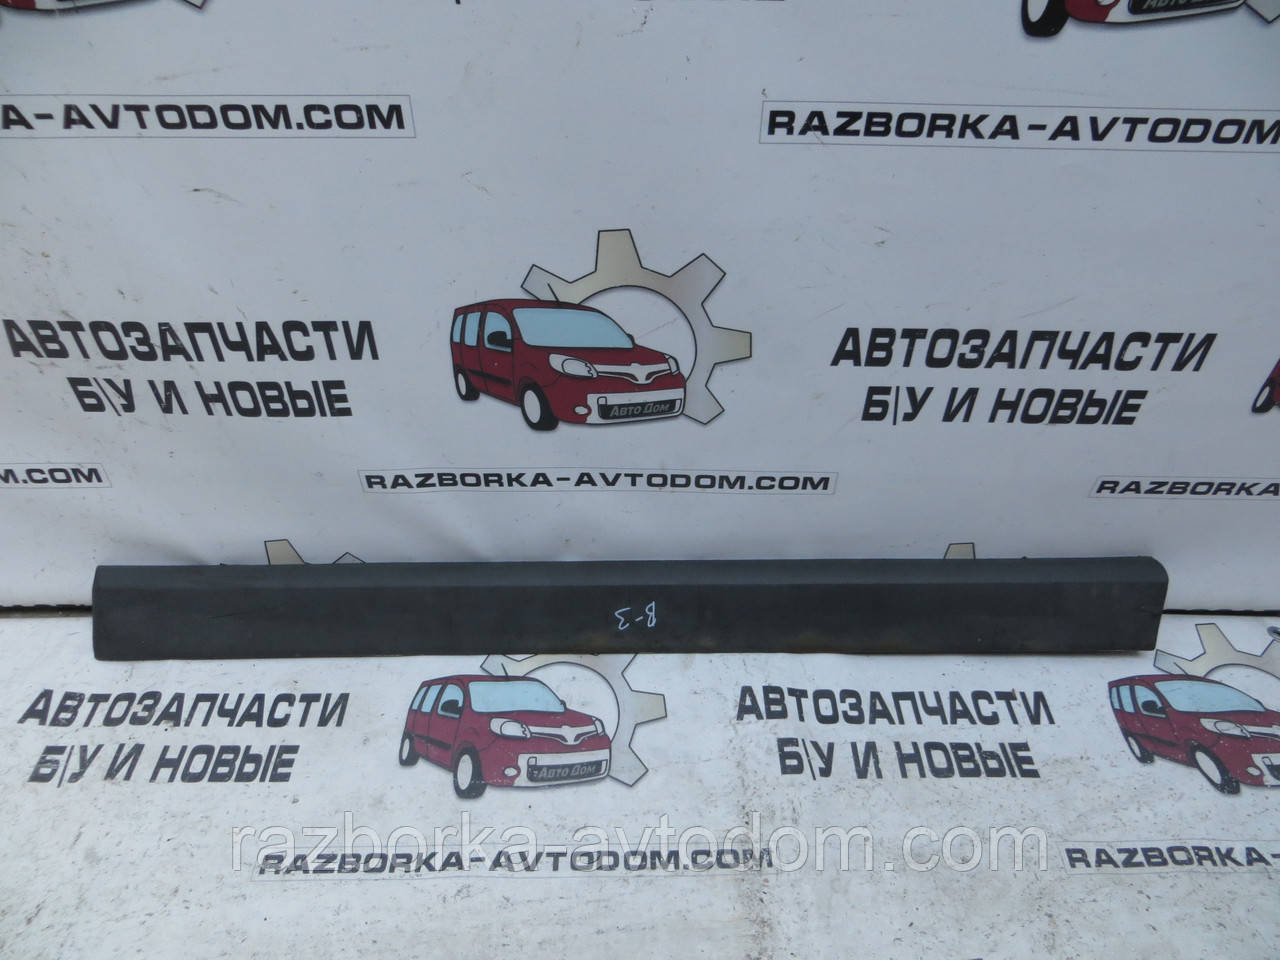 A-AVTODOM.COM
RAZBORKA-AVTODOM
АВТОЗАПЧАСТИ
Б/У И НОВЫЕ
Авто Дом
АВТОЗАПЧАСТИ
Б/У И НОВЫЕ
M.COM
RAZBORKA-AVTODOM.COM
RAZBORKA
В-3
АВТОЗАПЧАСТИ
Б/У И НОВЫЕ
Авто Дом
АВТОЗАПЧАСТИ
Б/У И НОВЫЕ
razborka-avtodom.com
RAZBORKA-AVTODOM.COM
RAZBORKA-AVTO